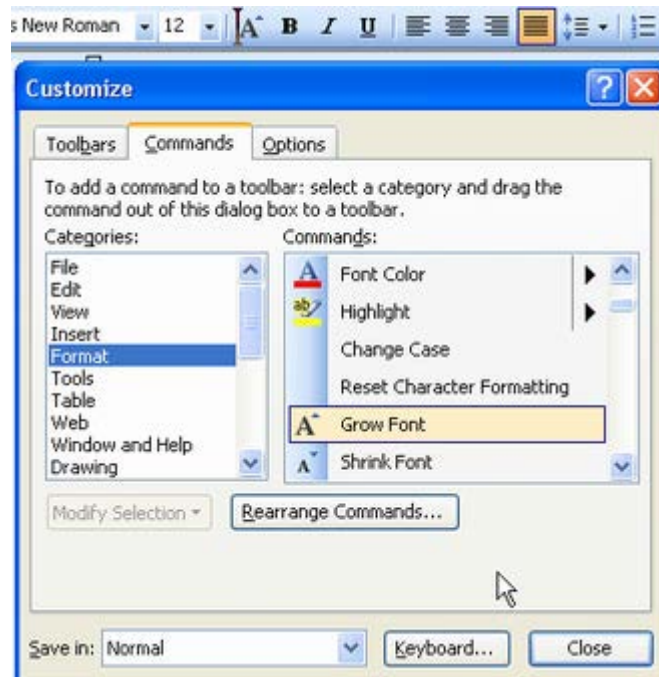 s New Roman 12 A B I U
Customize
Toolbars Commands Options
To add a command to a toolbar: select a category and drag the
command out of this dialog box to a toolbar.
Categories: Commands:
File
Edit
View
Insert
Format
Tools
Table
Web
Window and Help
Drawing
A Font Color
ab Highlight
Change Case
Reset Character Formatting
A Grow Font
A Shrink Font
Modify Selection Rearrange Commands...
Save in: Normal Keyboard... Close